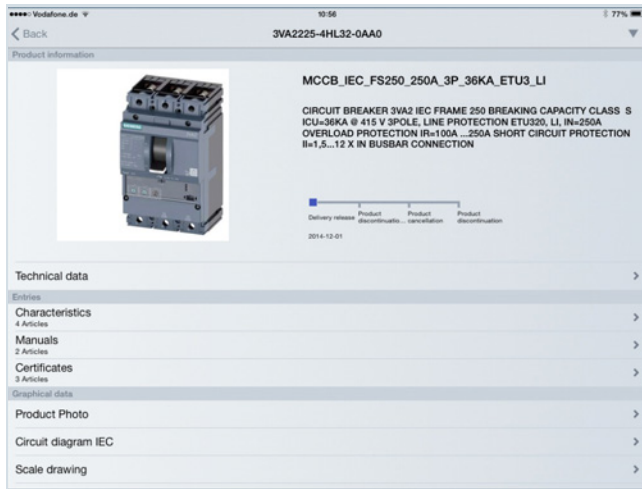 Vodafone.de
10:56
77%
Back
3VA2225-4HL32-0AA0
Product information
MCCB_IEC_FS250_250A_3P_36KA_ETU3_LI
CIRCUIT BREAKER 3VA2 IEC FRAME 250 BREAKING CAPACITY CLASS S
ICU=36KA @ 415 V 3POLE, LINE PROTECTION ETU320, LI, IN=250A
OVERLOAD PROTECTION IR=100A ...250A SHORT CIRCUIT PROTECTION
II=1,5...12 X IN BUSBAR CONNECTION
SIEMENS
Delivery release
Product
discontinuatio...
Product
cancellation
Product
discontinuation
2014-12-01
Technical data
Entries
Characteristics
4 Articles
Manuals
2 Articles
Certificates
3 Articles
Graphical data
Product Photo
Circuit diagram IEC
Scale drawing